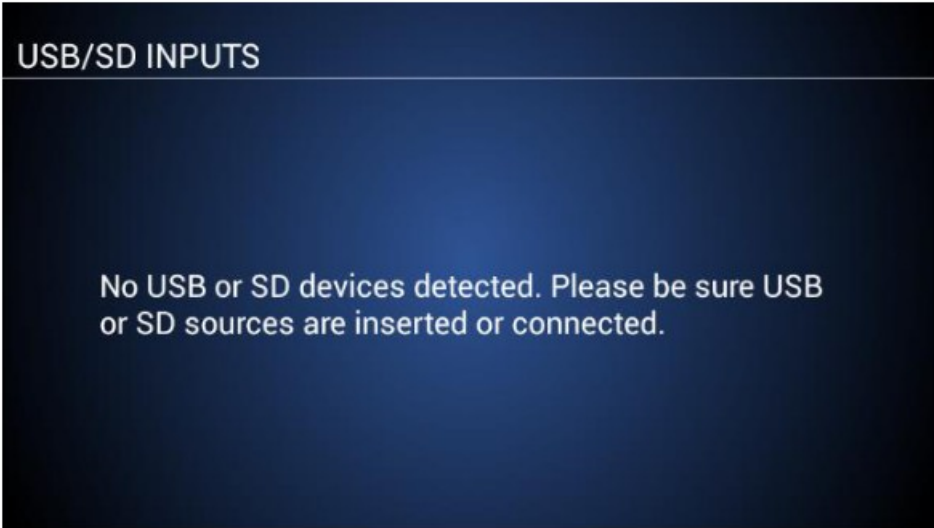 USB/SD INPUTS
No USB or SD devices detected. Please be sure USB
or SD sources are inserted or connected.